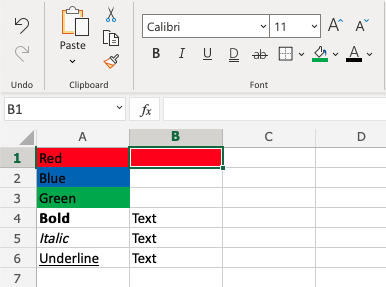 Calibri 11 A A
Paste
B I U D ab A
Undo Clipboard Font
B1 fx
A B C D
1 Red
2 Blue
3 Green
4 Bold Text
5 Italic Text
6 Underline Text
7